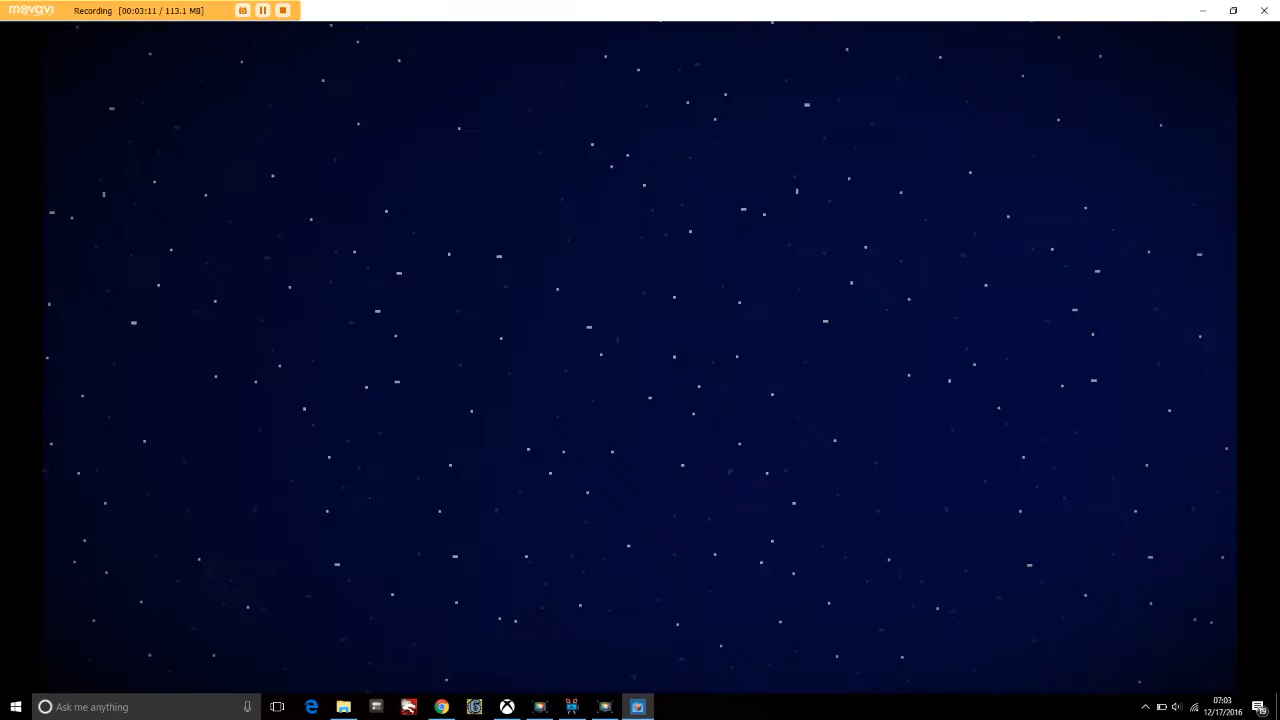 movavi Recording [00:03:11 / 113.1 MB]
Ask me anything
07:03
12/17/2016